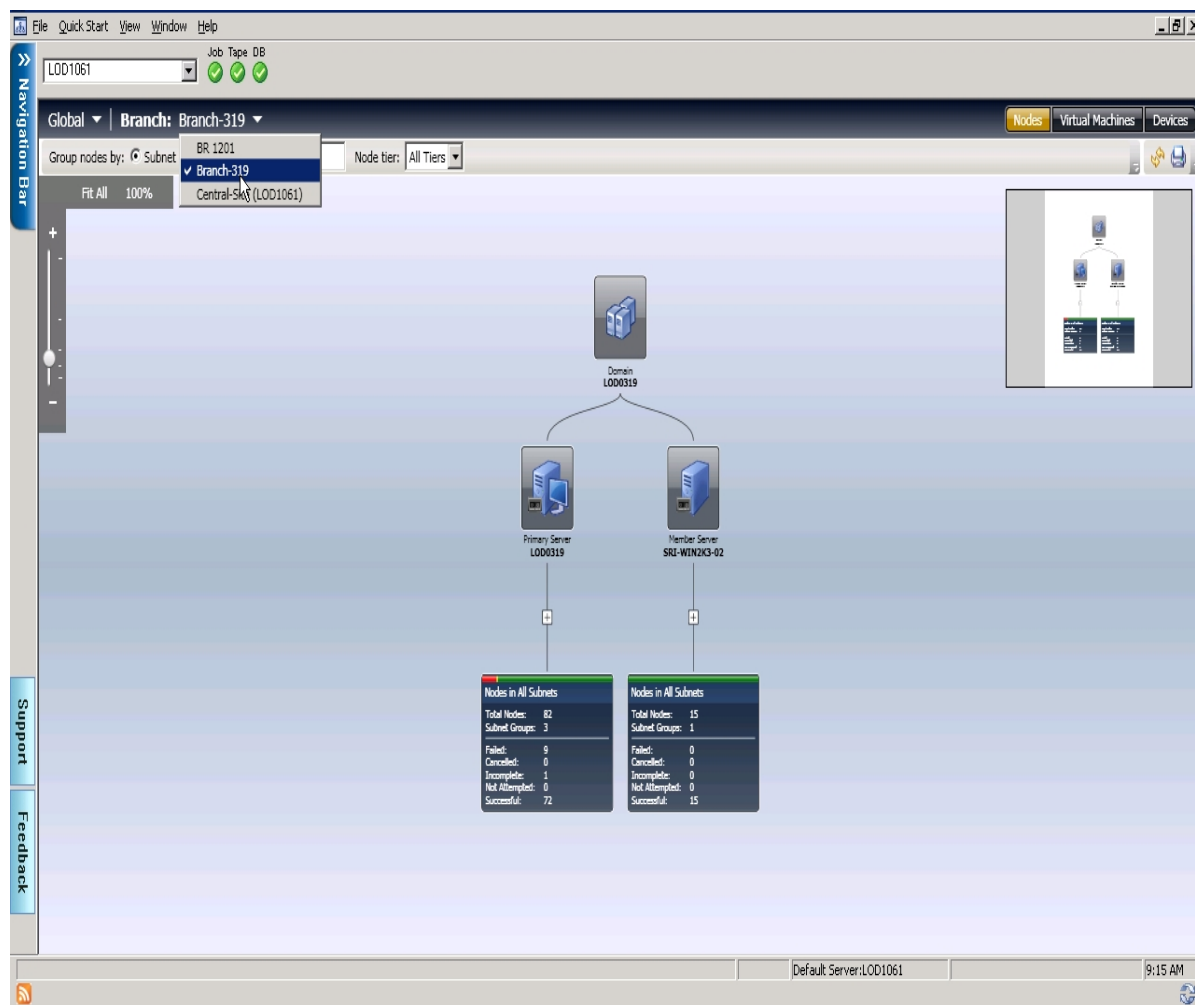 File Quick Start View Window Help
Job Tape DB
LOD1061
Global Branch: Branch-319
Nodes Virtual Machines Devices
Group nodes by: Subnet
Node tier: All Tiers
BR 1201
Branch-319
(LOD1061)
Fit All 100%
Navigation Bar
Domain
LOD0319
Primary Server
LOD0319
Member Server
SRI-WIN2K3-02
Nodes in All Subnets
Total Nodes: 82
Subnet Groups: 3
Failed: 9
Cancelled: 0
Incomplete: 1
Not Attempted: 0
Successful: 72
Nodes in All Subnets
Total Nodes: 15
Subnet Groups: 1
Failed: 0
Cancelled: 0
Incomplete: 0
Not Attempted: 0
Successful: 15
Support
Feedback
Default Server:LOD1061
9:15 AM